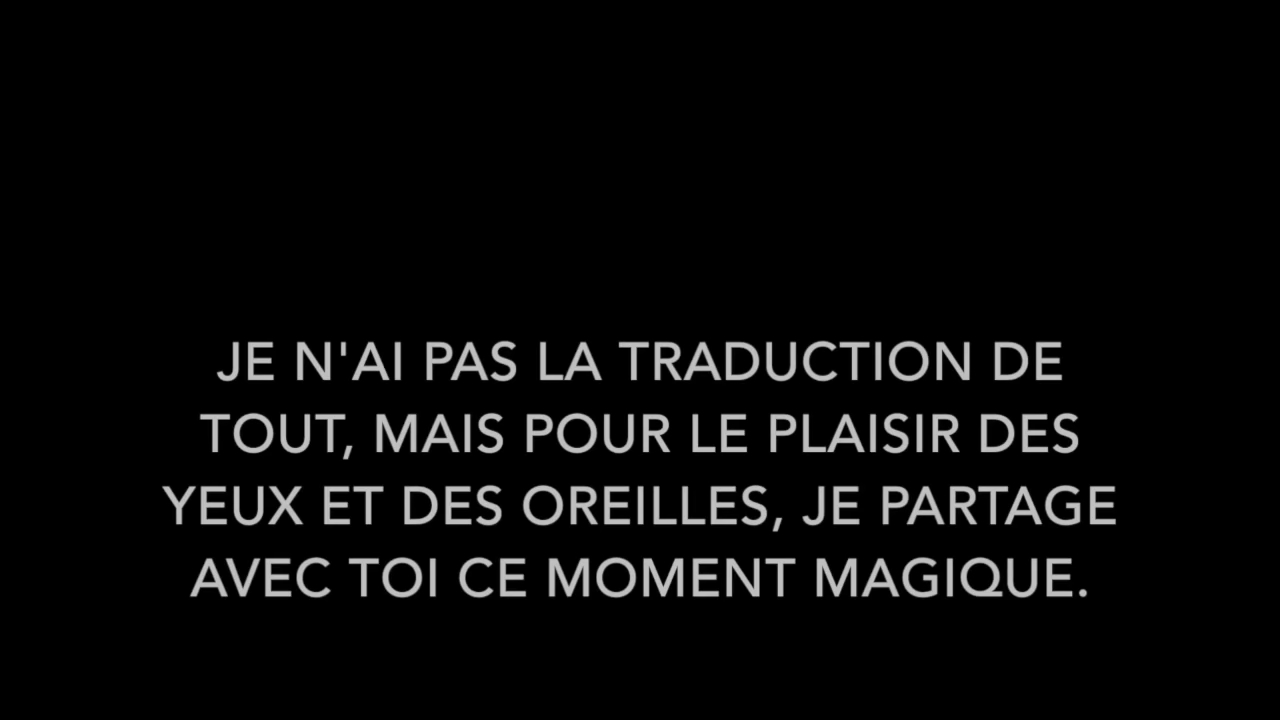 JE N'AI PAS LA TRADUCTION DE
TOUT, MAIS POUR LE PLAISIR DES
YEUX ET DES OREILLES, JE PARTAGE
AVEC TOI CE MOMENT MAGIQUE.